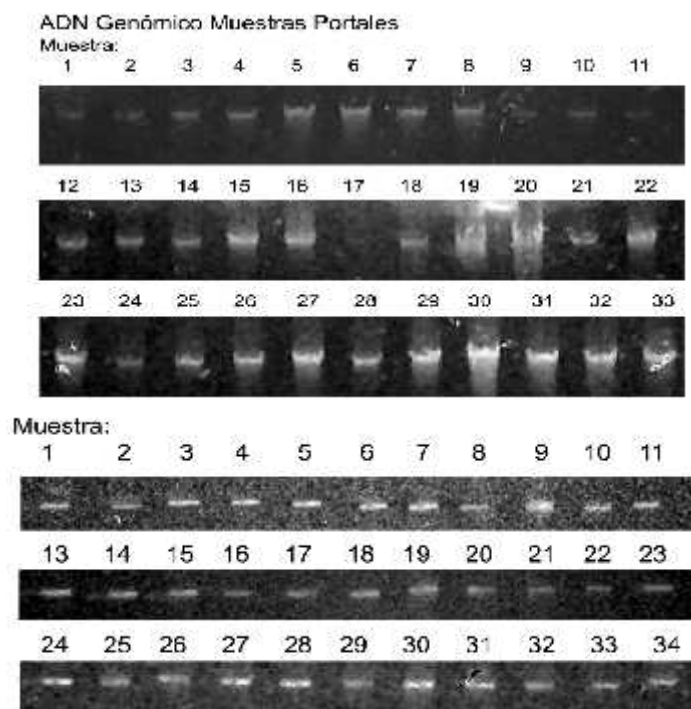 ADN Genómico Muestras Portales
Muestra:
1 2 3 4 5 6 7 8 9 10 11
12 13 14 15 16 17 18 19 20 21 22
23 24 25 26 27 28 29 30 31 32 33
Muestra:
1 2 3 4 5 6 7 8 9 10 11
13 14 15 16 17 18 19 20 21 22 23
24 25 26 27 28 29 30 31 32 33 34